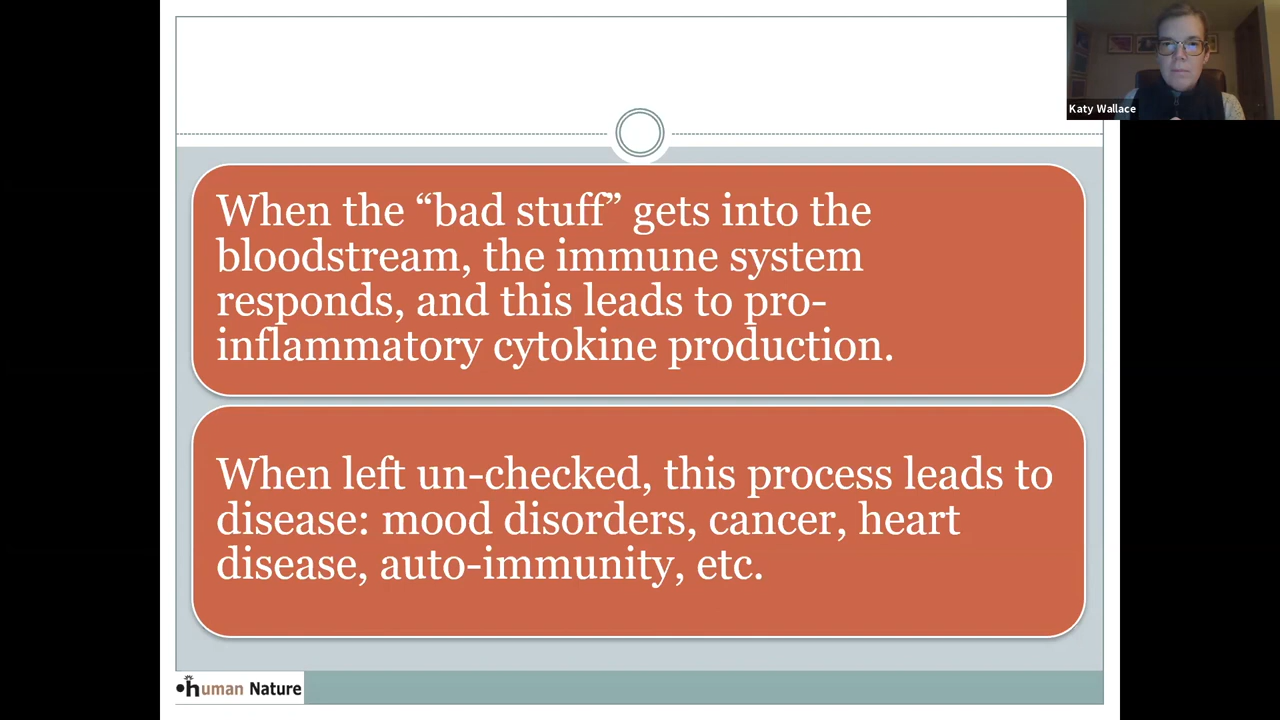 Katy Wallace
When the “bad stuff” gets into the
bloodstream, the immune system
responds, and this leads to pro-
inflammatory cytokine production.
When left un-checked, this process leads to
disease: mood disorders, cancer, heart
disease, auto-immunity, etc.
human Nature